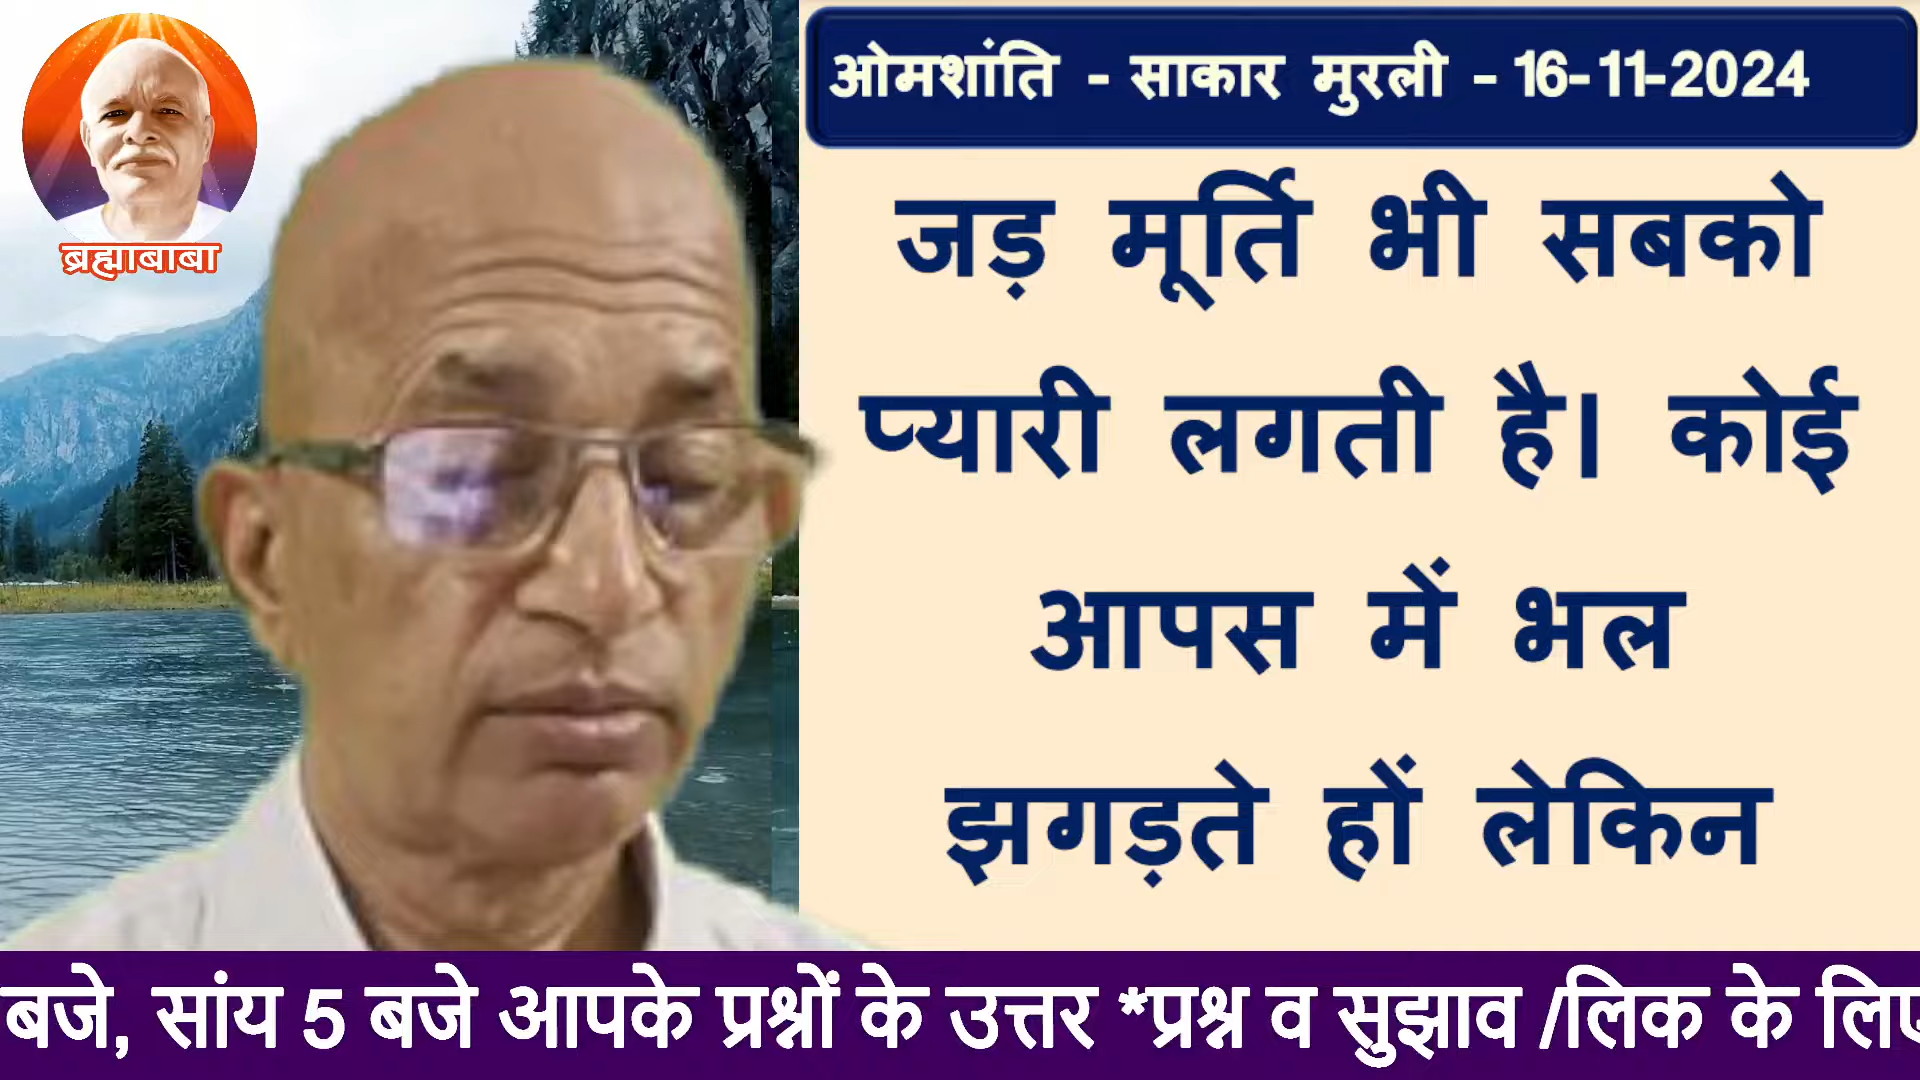 ब्रह्माबाबा
ओमशांति - साकार मुरली - 16-11-2024
जड़ मूर्ति भी सबको
प्यारी लगती है। कोई
आपस में भल
झगड़ते हों लेकिन
बजे, सांय 5 बजे आपके प्रश्नों के उत्तर *प्रश्न व सुझाव /लिक के लिए